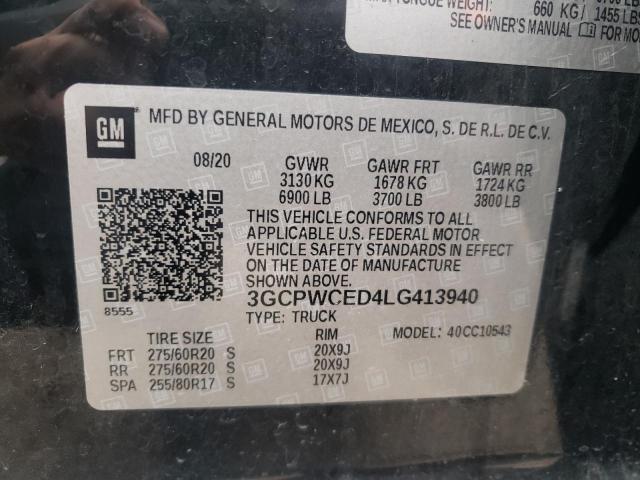 660 KG/ 1455 LBS
SEE OWNER'S MANUAL FOR MO
GM
MFD BY GENERAL MOTORS DE MEXICO, S. DE R.L. DE C.V.
08/20 GVWR GAWR FRT GAWR RR
3130 KG 1678 KG 1724 KG
6900 LB 3700 LB 3800 LB
THIS VEHICLE CONFORMS TO ALL
APPLICABLE U.S. FEDERAL MOTOR
VEHICLE SAFETY STANDARDS IN EFFECT
ON THE DATE OF MANUFACTURE
SHOWN ABOVE.
3GCPWCED4LG413940
8555
TYPE: TRUCK MODEL: 40CC10543
TIRE SIZE RIM
FRT 275/60R20 S 20X9J
RR 275/60R20 S 20X9J
SPA 255/80R17 S 17X7J